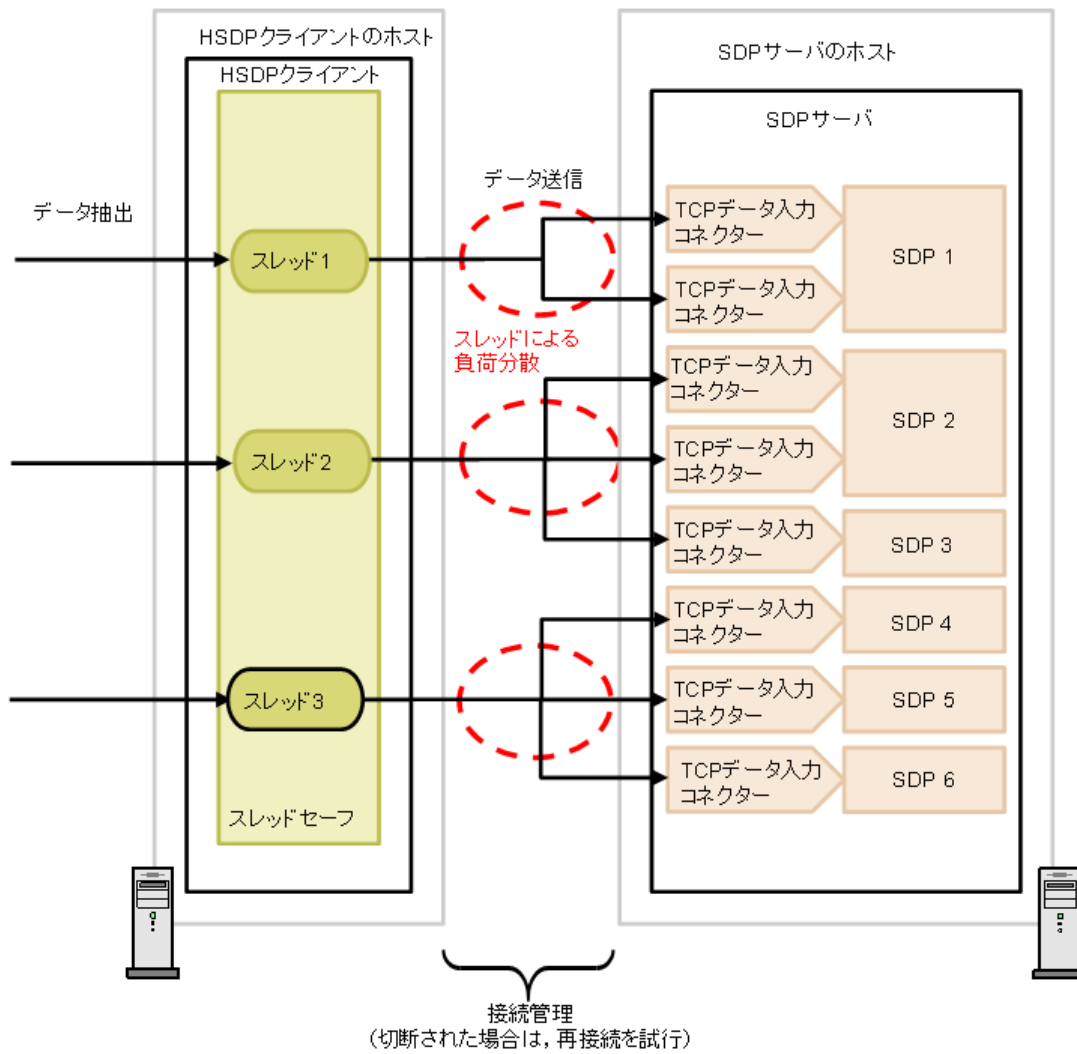 HSDPクライアントのホスト
HSDPクライアント
SDPサーバのホスト
SDPサーバ
データ抽出
データ送信
スレッド1
スレッドによる
負荷分散
スレッド2
スレッド3
スレッドセーフ
TCPデータ入力
コネクター
TCPデータ入力
コネクター
SDP 1
TCPデータ入力
コネクター
TCPデータ入力
コネクター
SDP 2
TCPデータ入力
コネクター
SDP 3
TCPデータ入力
コネクター
SDP 4
TCPデータ入力
コネクター
SDP 5
TCPデータ入力
コネクター
SDP 6
接続管理
(切断された場合は,再接続を試行)